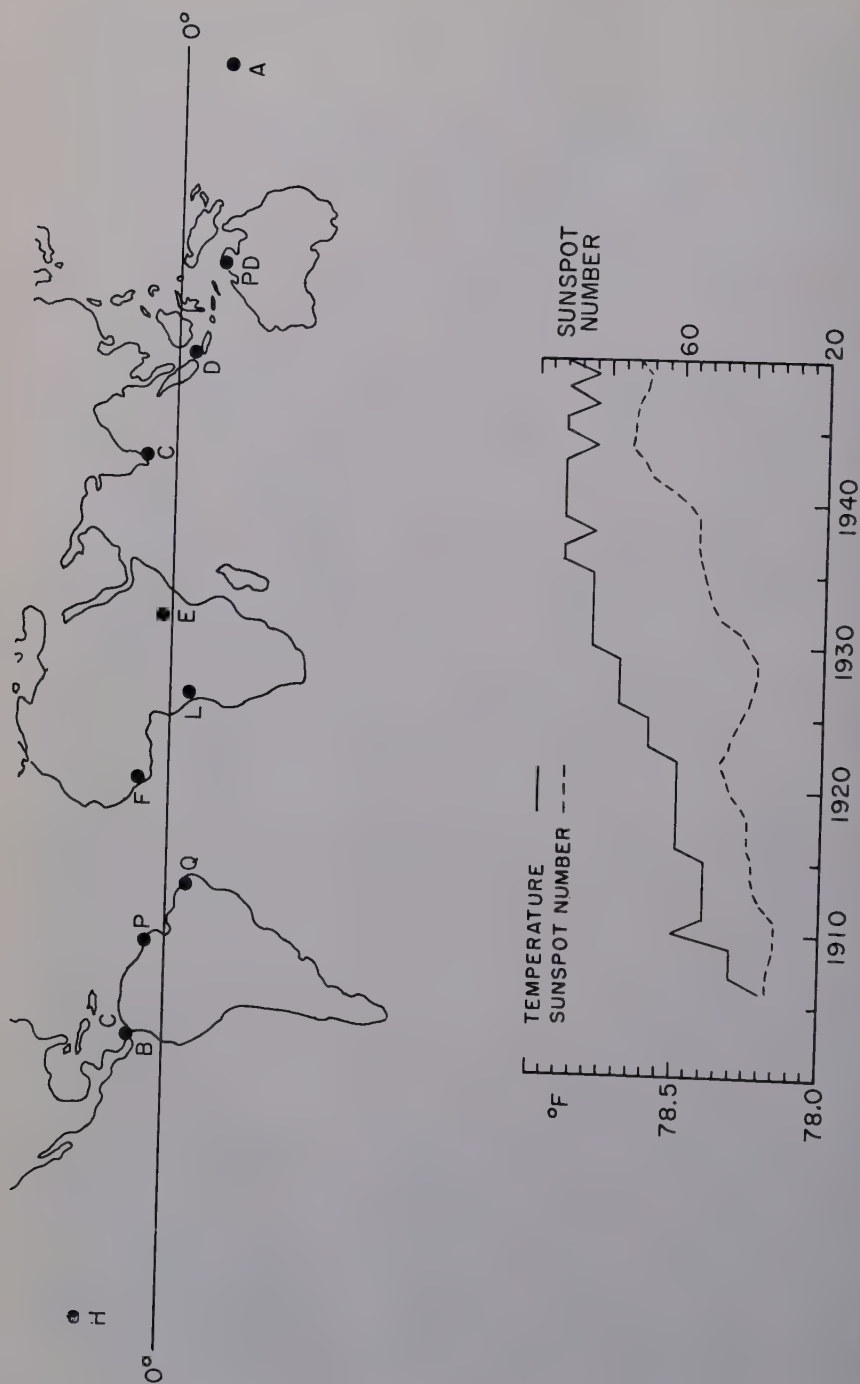 0°
0°
H
B
C
P
Q
F
L
E
C
D
PD
A
°F
78.5
78.0
TEMPERATURE
SUNSPOT NUMBER
SUNSPOT
NUMBER
60
20
1910
1920
1930
1940